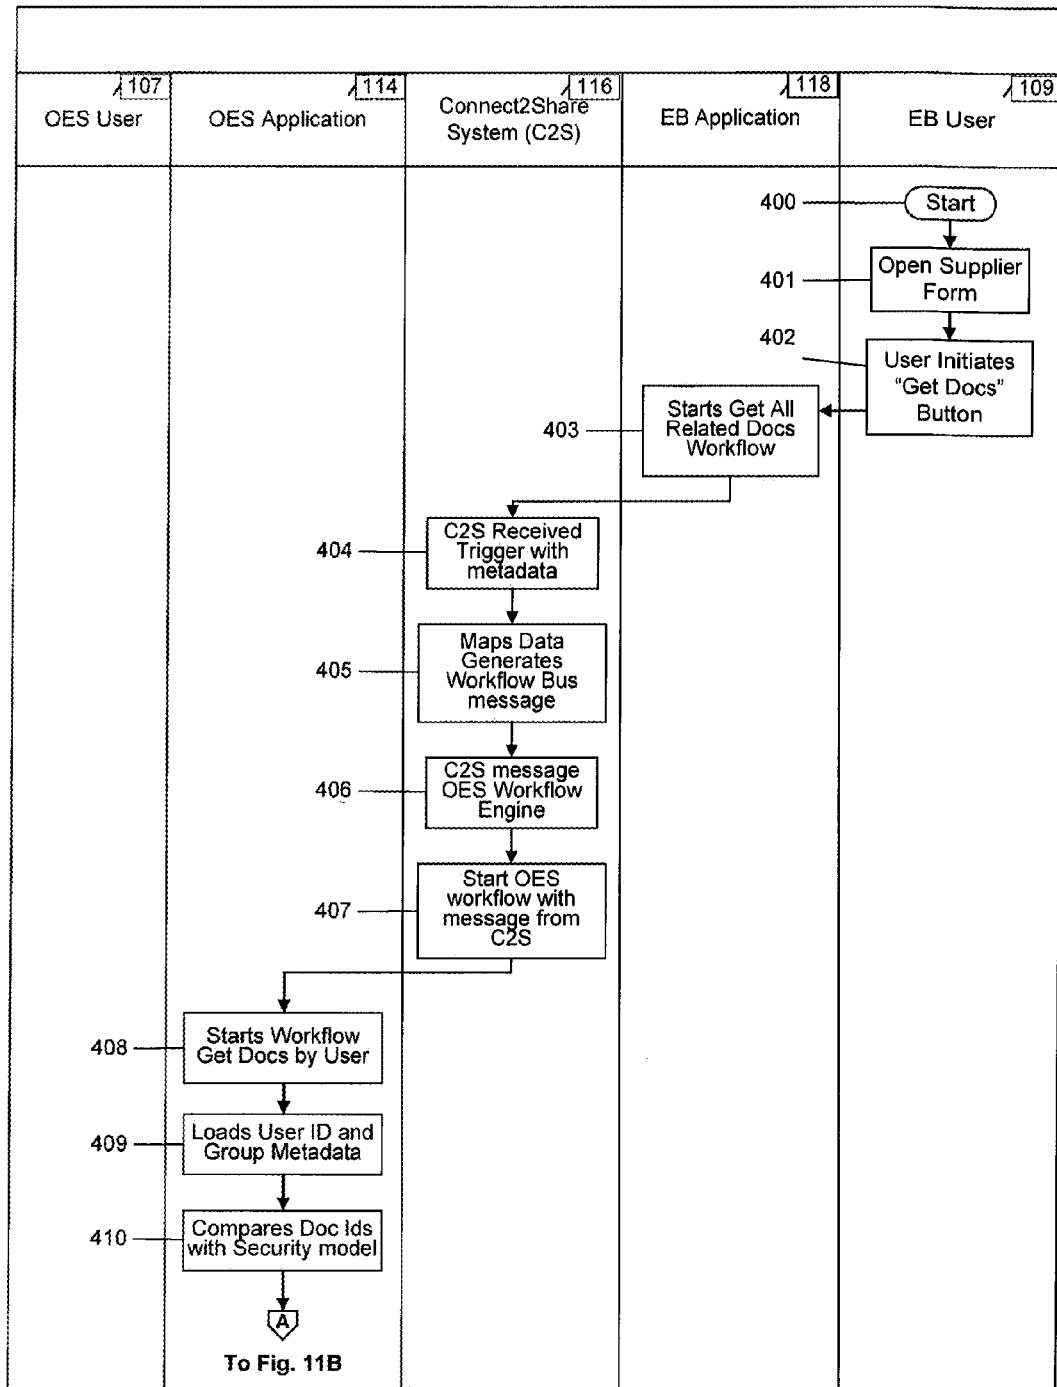 107
OES User
114
OES Application
116
Connect2Share
System (C2S)
118
EB Application
109
EB User
400
Start
401
Open Supplier
Form
402
User Initiates
"Get Docs"
Button
403
Starts Get All
Related Docs
Workflow
404
C2S Received
Trigger with
metadata
405
Maps Data
Generates
Workflow Bus
message
406
C2S message
OES Workflow
Engine
407
Start OES
workflow with
message from
C2S
408
Starts Workflow
Get Docs by User
409
Loads User ID and
Group Metadata
410
Compares Doc Ids
with Security model
A
To Fig. 11B